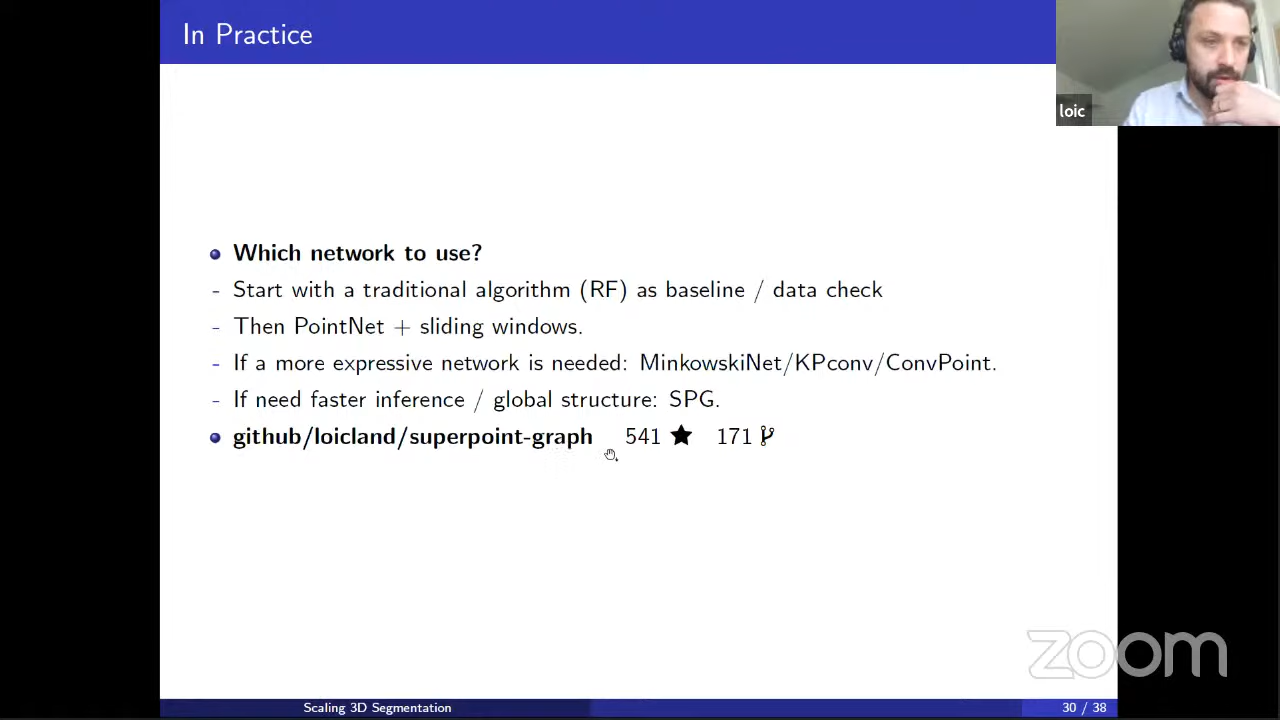 In Practice
loic
Which network to use?
- Start with a traditional algorithm (RF) as baseline / data check
- Then PointNet + sliding windows.
- If a more expressive network is needed: MinkowskiNet/KPconv/ConvPoint.
- If need faster inference / global structure: SPG.
github/loicland/superpoint-graph 541 ★ 171
zoom
Scaling 3D Segmentation 30 / 38